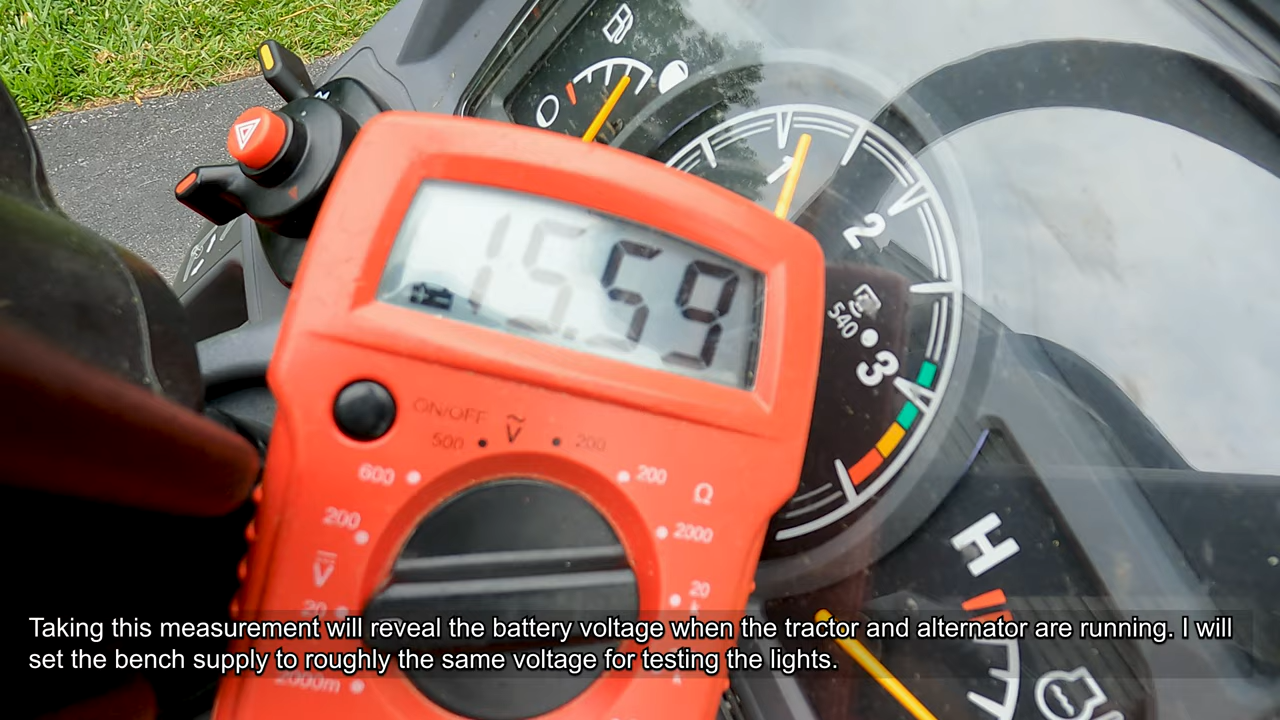 15.59
1
2
540
3
ON/OFF
500 Ṽ 200
600
200 Ω
200
2000
V
20
20
k
H
2000m
Taking this measurement will reveal the battery voltage when the tractor and alternator are running. I will
set the bench supply to roughly the same voltage for testing the lights.